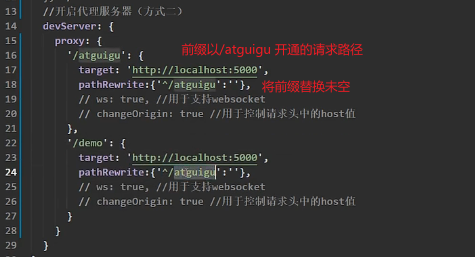 13 //开启代理服务器（方式二）
14 devServer: {
15 proxy: {
16 '/atguigu': { 前缀以/atguigu 开通的请求路径
17 target: 'http://localhost:5000',
18 pathRewrite:{'^/atguigu':''}, 将前缀替换未空
19 // ws: true, //用于支持websocket
20 // changeOrigin: true //用于控制请求头中的host值
21 },
22 '/demo': {
23 target: 'http://localhost:5000',
24 pathRewrite:{'^/atguigu':''},
25 // ws: true, //用于支持websocket
26 // changeOrigin: true //用于控制请求头中的host值
27 }
28 }
29 }